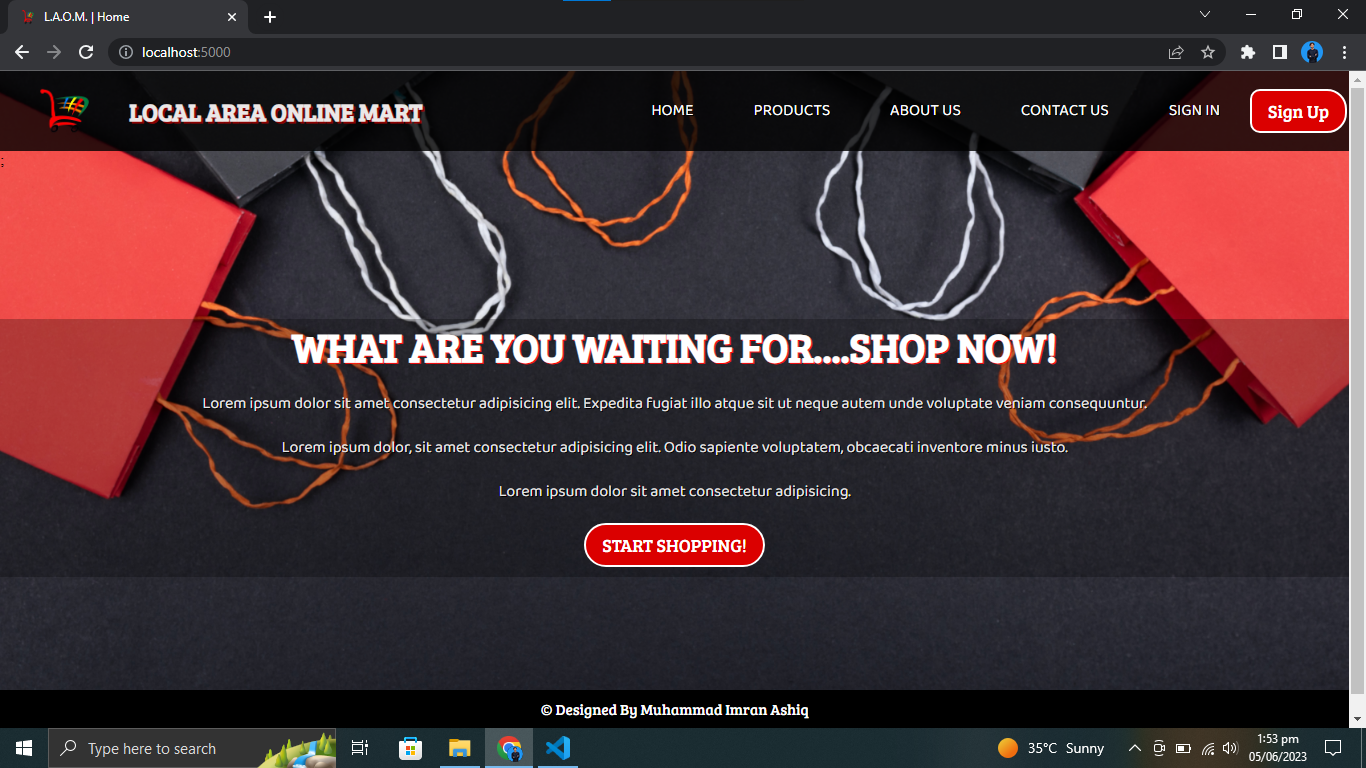 L.A.O.M. | Home
localhost:5000
LOCAL AREA ONLINE MART
HOME
PRODUCTS
ABOUT US
CONTACT US
SIGN IN
Sign Up
;
WHAT ARE YOU WAITING FOR....SHOP NOW!
Lorem ipsum dolor sit amet consectetur adipisicing elit. Expedita fugiat illo atque sit ut neque autem unde voluptate veniam consequuntur.
Lorem ipsum dolor, sit amet consectetur adipisicing elit. Odio sapiente voluptatem, obcaecati inventore minus iusto.
Lorem ipsum dolor sit amet consectetur adipisicing.
START SHOPPING!
© Designed By Muhammad Imran Ashiq
Type here to search
35°C Sunny
1:53 pm
05/06/2023